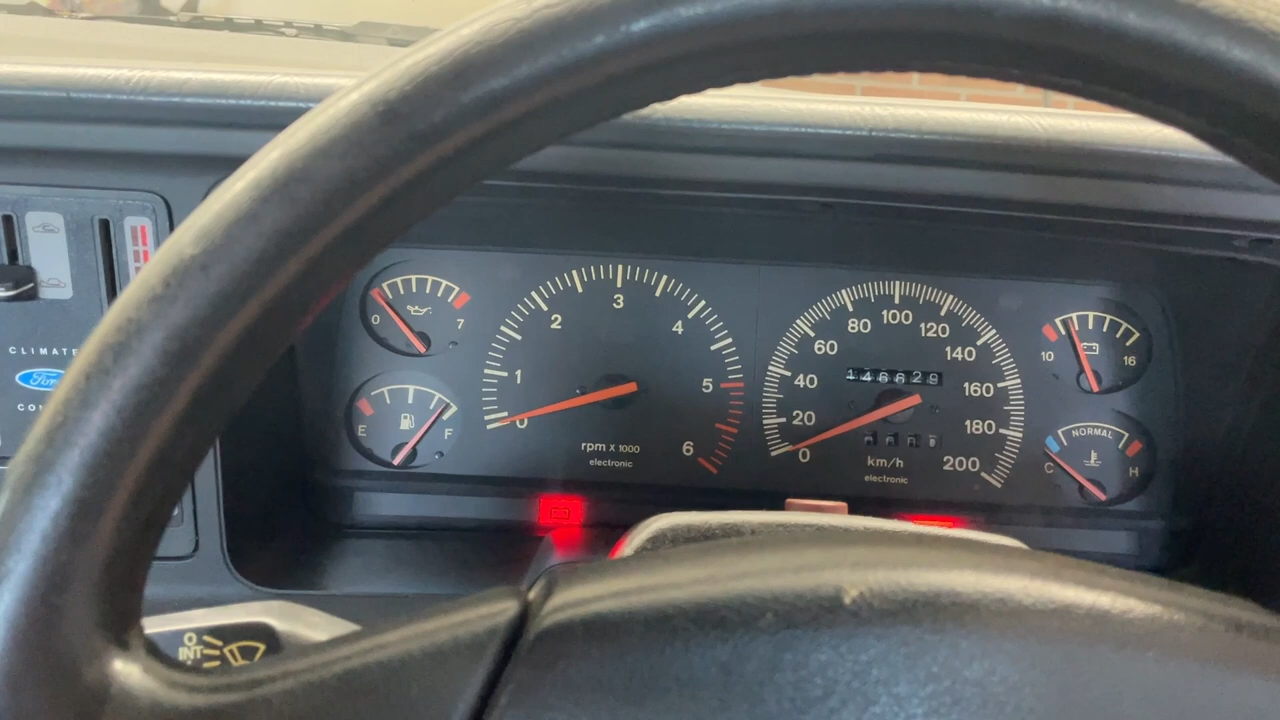 CLIMATE
Ford
0 7
E F
0 1 2 3 4 5 6
rpm x 1000
electronic
0 20 40 60 80 100 120 140 160 180 200
146629
km/h
electronic
10 16
NORMAL
C H
O
INT